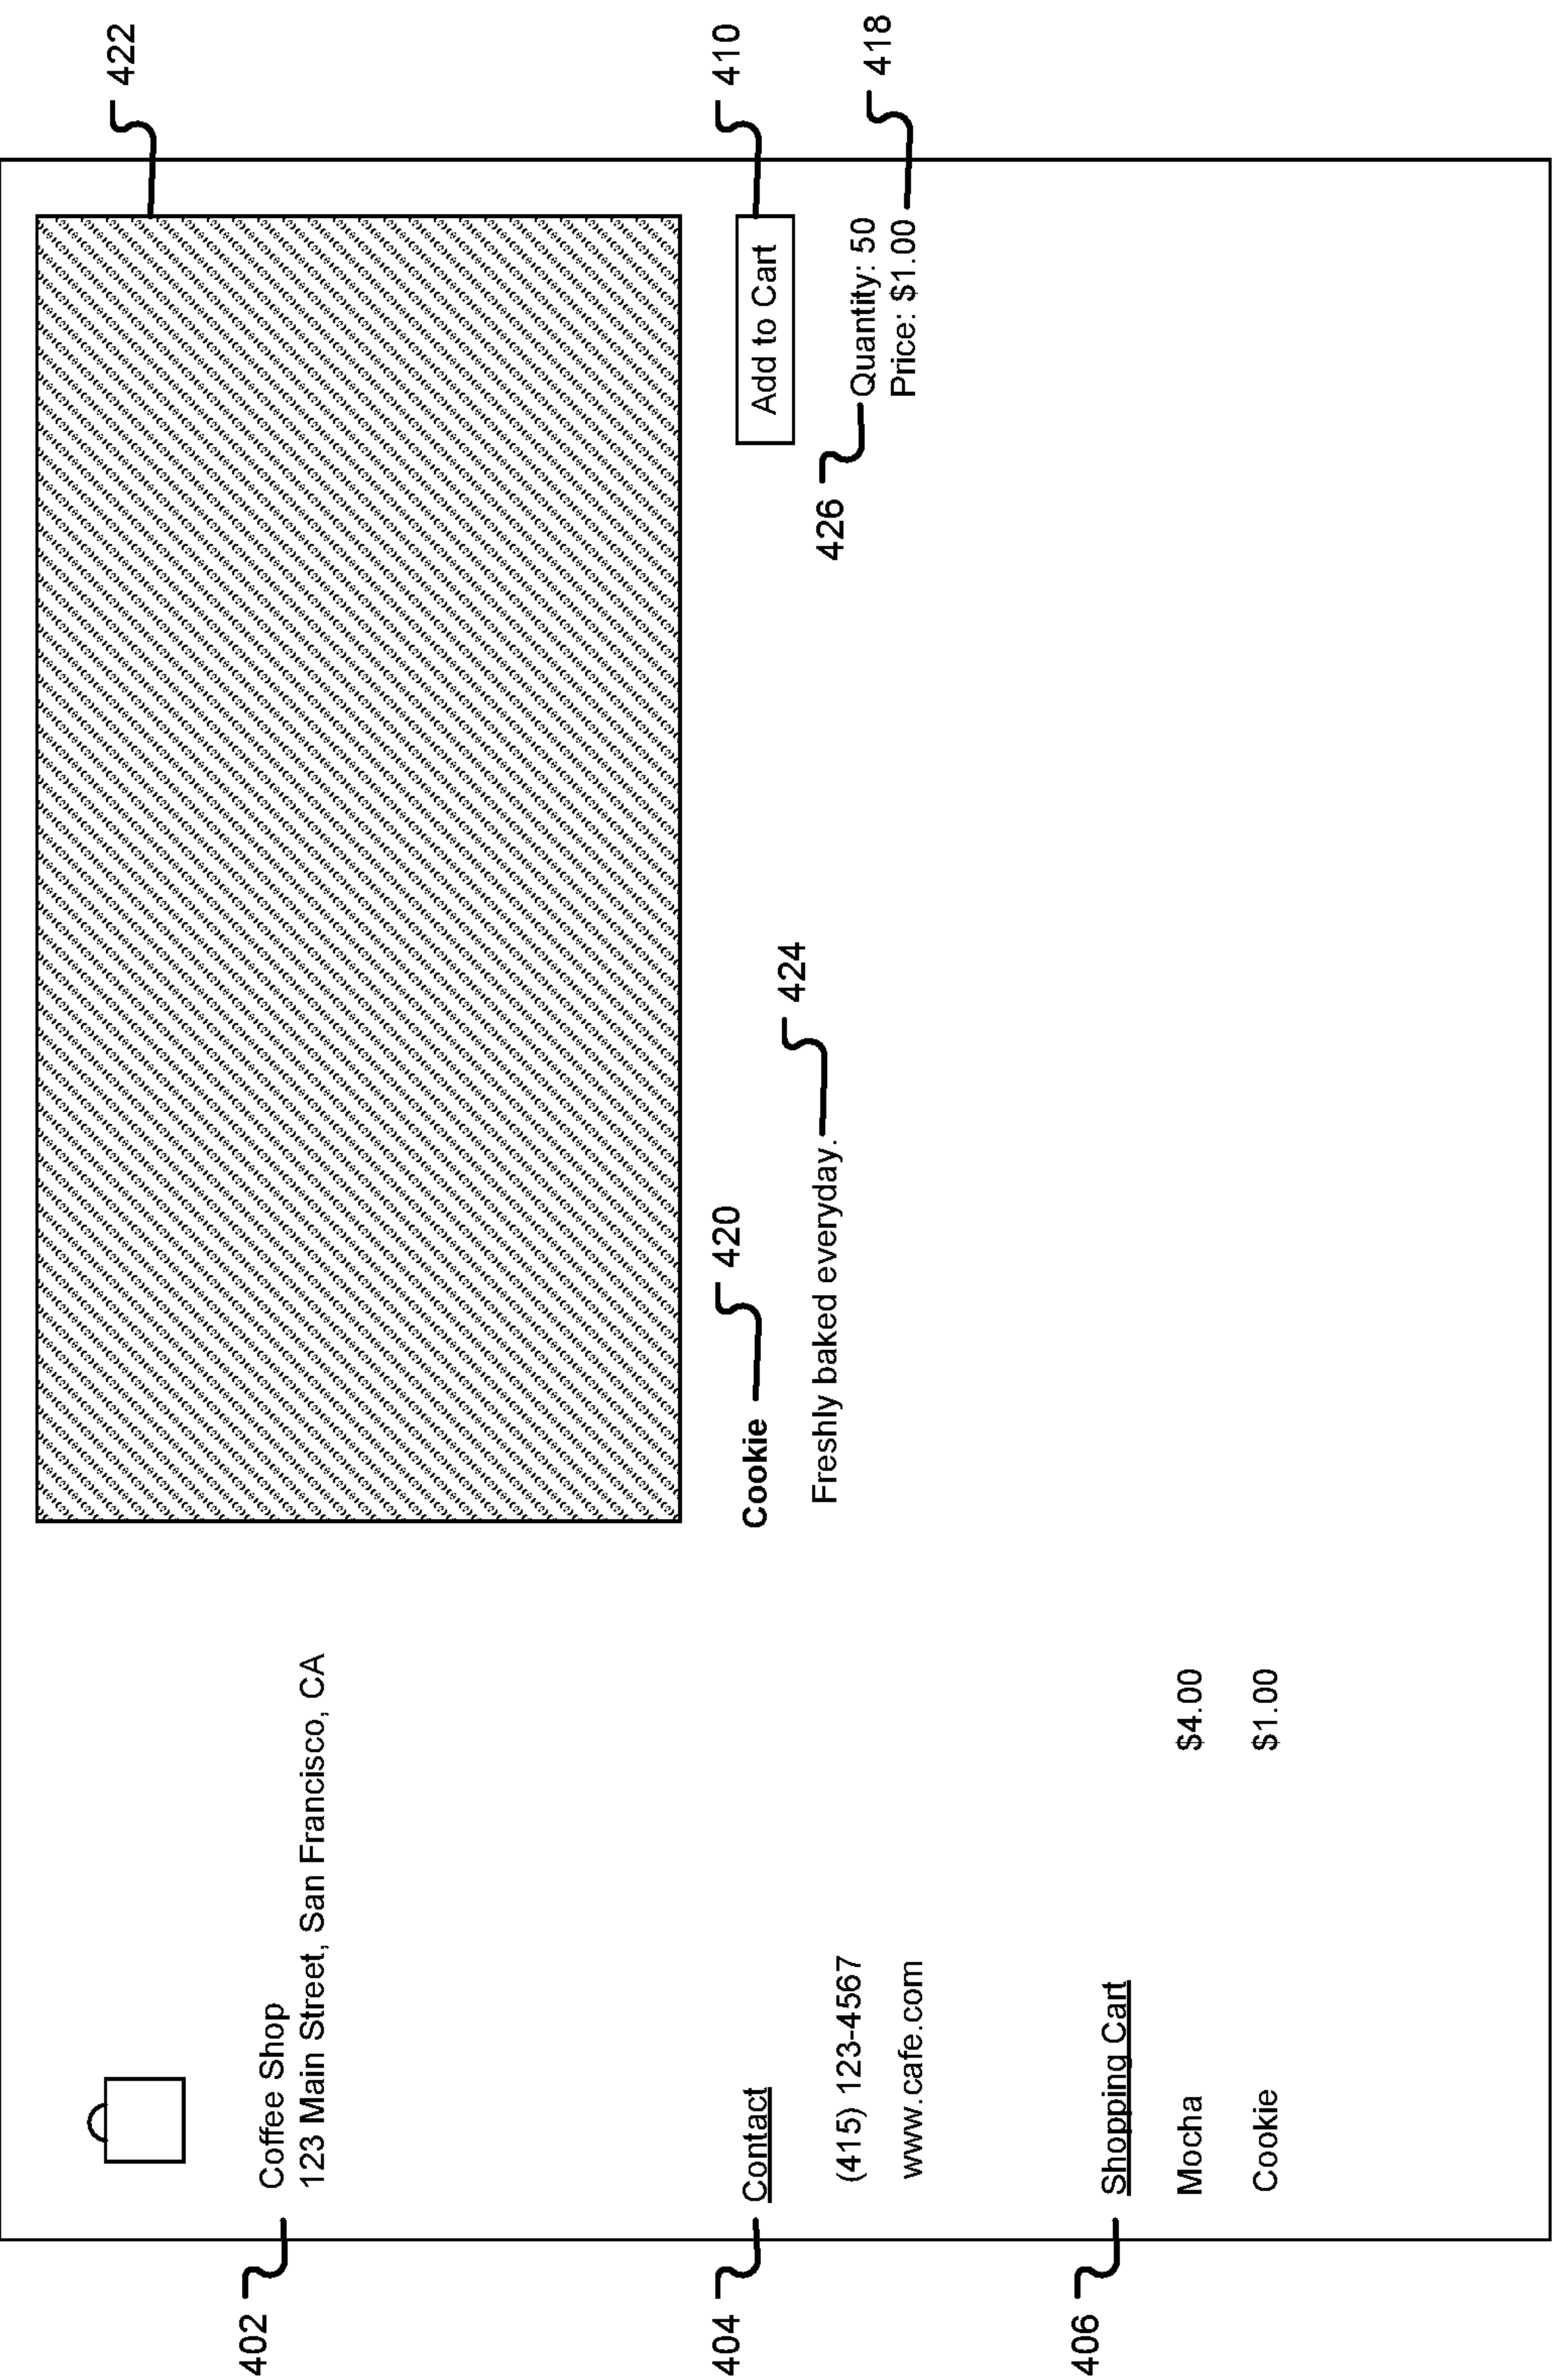 422
402
Coffee Shop
123 Main Street, San Francisco, CA
404
Contact
(415) 123-4567
www.cafe.com
406
Shopping Cart
Mocha $4.00
Cookie $1.00
Cookie
420
Freshly baked everyday.
424
Add to Cart
410
426
Quantity: 50
Price: $1.00
418